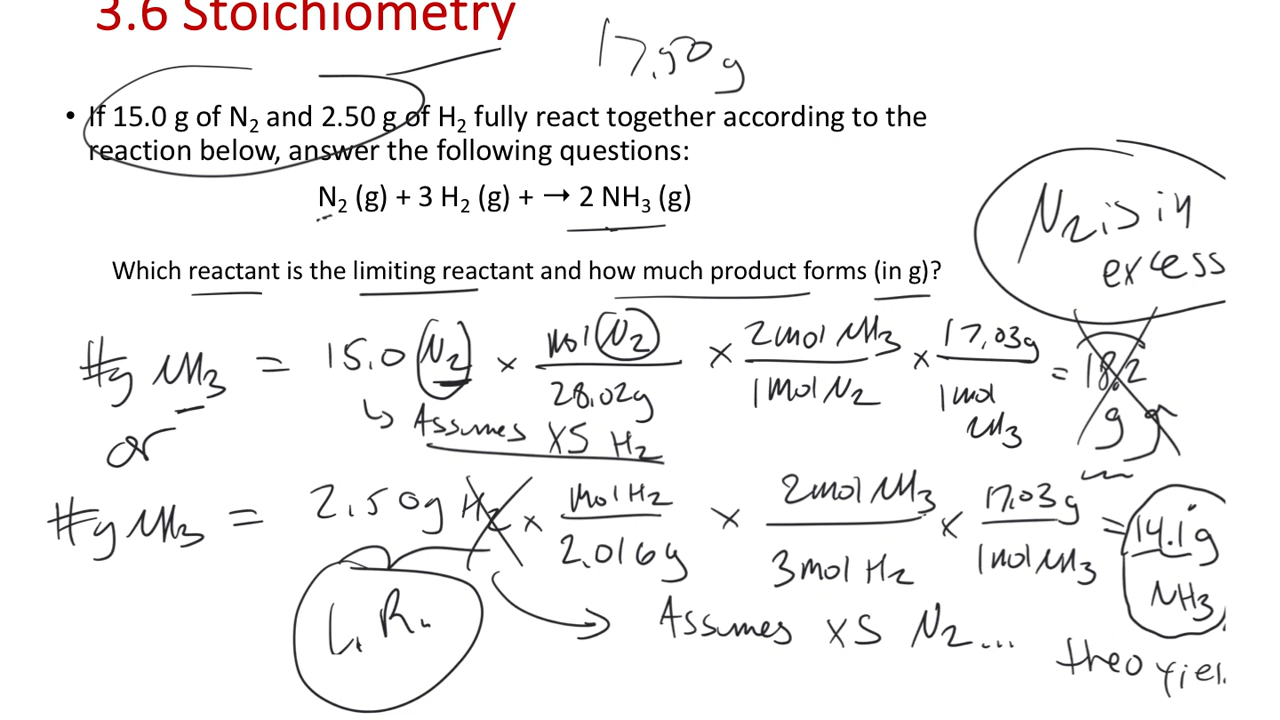 3.6 Stoichiometry
17.50 g
• If 15.0 g of N₂ and 2.50 g of H₂ fully react together according to the
reaction below, answer the following questions:
N₂ (g) + 3 H₂ (g) + → 2 NH₃ (g)
N₂ is in
excess
Which reactant is the limiting reactant and how much product forms (in g)?
#g NH₃ = 15.0 N₂ × mol N₂ / 28.02g × 2mol NH₃ / 1mol N₂ × 17.03g / 1mol NH₃ = 18.2 g
↳ Assumes XS H₂
or
#g NH₃ = 2.50g H₂ × mol H₂ / 2.016g × 2mol NH₃ / 3mol H₂ × 17.03g / 1mol NH₃ = 14.1g NH₃
L.R.
→ Assumes XS N₂...
theo yiel